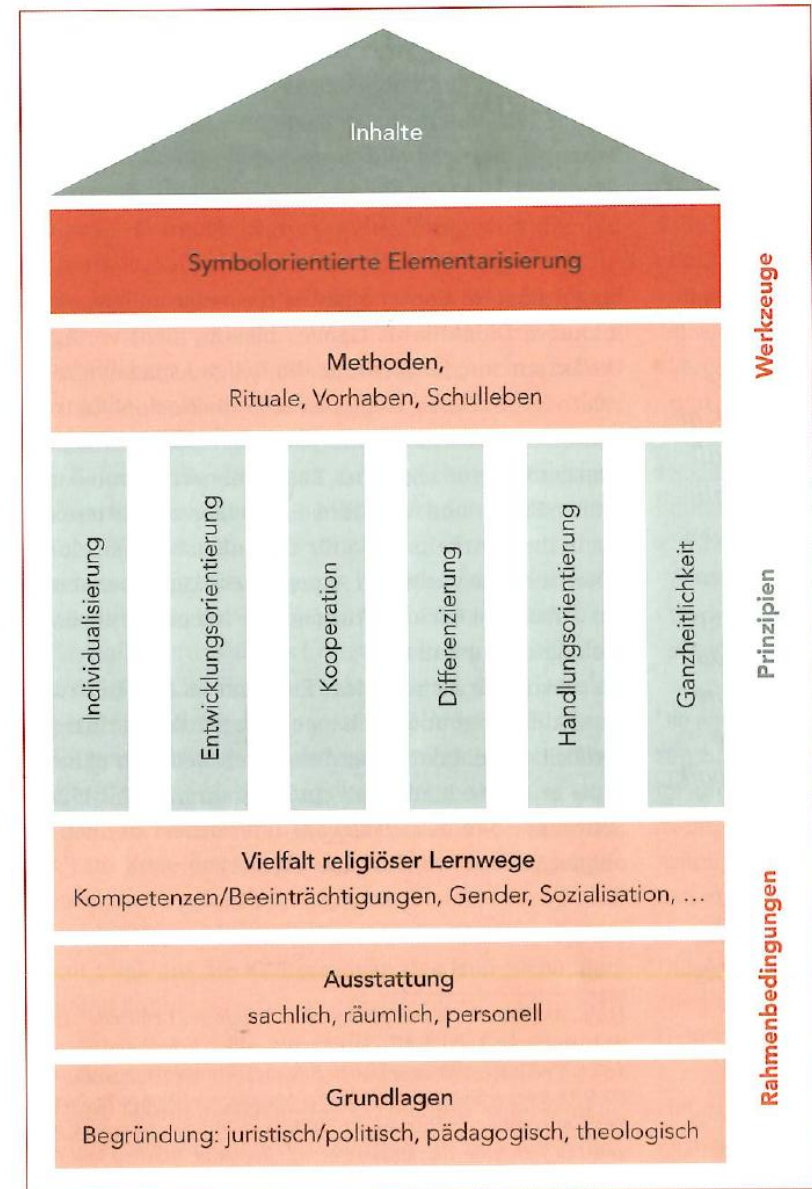 Inhalte
Symbolorientierte Elementarisierung
Methoden,
Rituale, Vorhaben, Schulleben
Werkzeuge
Individualisierung
Entwicklungsorientierung
Kooperation
Differenzierung
Handlungsorientierung
Ganzheitlichkeit
Prinzipien
Vielfalt religiöser Lernwege
Kompetenzen/Beeinträchtigungen, Gender, Sozialisation, ...
Ausstattung
sachlich, räumlich, personell
Grundlagen
Begründung: juristisch/politisch, pädagogisch, theologisch
Rahmenbedingungen